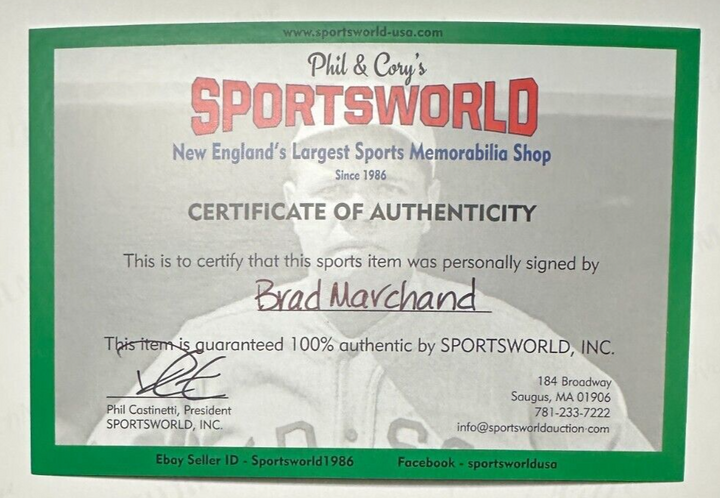 www.sportsworld-usa.com
Phil & Cory's
SPORTSWORLD
New England's Largest Sports Memorabilia Shop
Since 1986
CERTIFICATE OF AUTHENTICITY
This is to certify that this sports item was personally signed by
Brad Marchand
This item is guaranteed 100% authentic by SPORTSWORLD, INC.
Phil Castinetti, President
SPORTSWORLD, INC.
184 Broadway
Saugus, MA 01906
781-233-7222
info@sportsworldauction.com
Ebay Seller ID - Sportsworld1986 Facebook - sportsworldusa